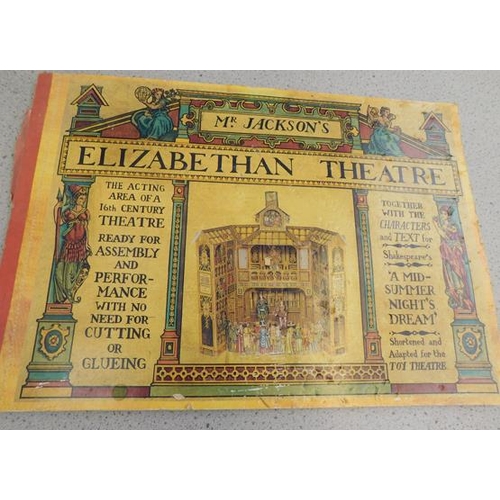 Mr. JACKSON'S
ELIZABETHAN THEATRE
THE ACTING
AREA OF A
16th CENTURY
THEATRE
READY FOR
ASSEMBLY
AND
PERFOR-
MANCE
WITH NO
NEED FOR
CUTTING
OR
GLUEING
TOGETHER
WITH THE
CHARACTERS
and TEXT for
Shakespeare's
'A MID-
SUMMER
NIGHT'S
DREAM'
Shortened and
Adapted for the
TOY THEATRE